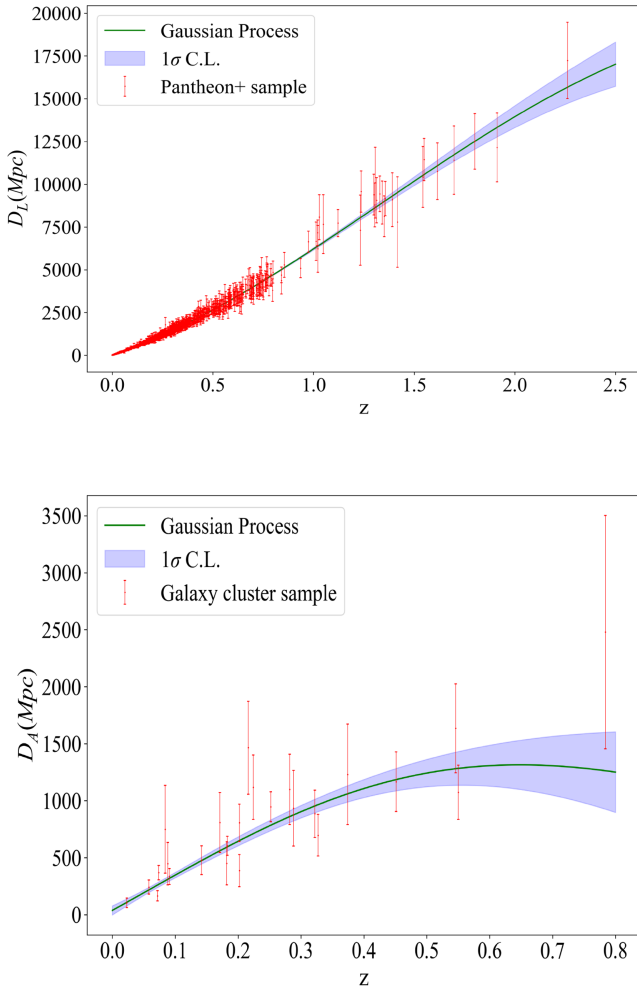 20000
17500
15000
12500
10000
7500
5000
2500
0
D_L(Mpc)
Gaussian Process
1σ C.L.
Pantheon+ sample
0.0 0.5 1.0 1.5 2.0 2.5
z
3500
3000
2500
2000
1500
1000
500
0
D_A(Mpc)
Gaussian Process
1σ C.L.
Galaxy cluster sample
0.0 0.1 0.2 0.3 0.4 0.5 0.6 0.7 0.8
z